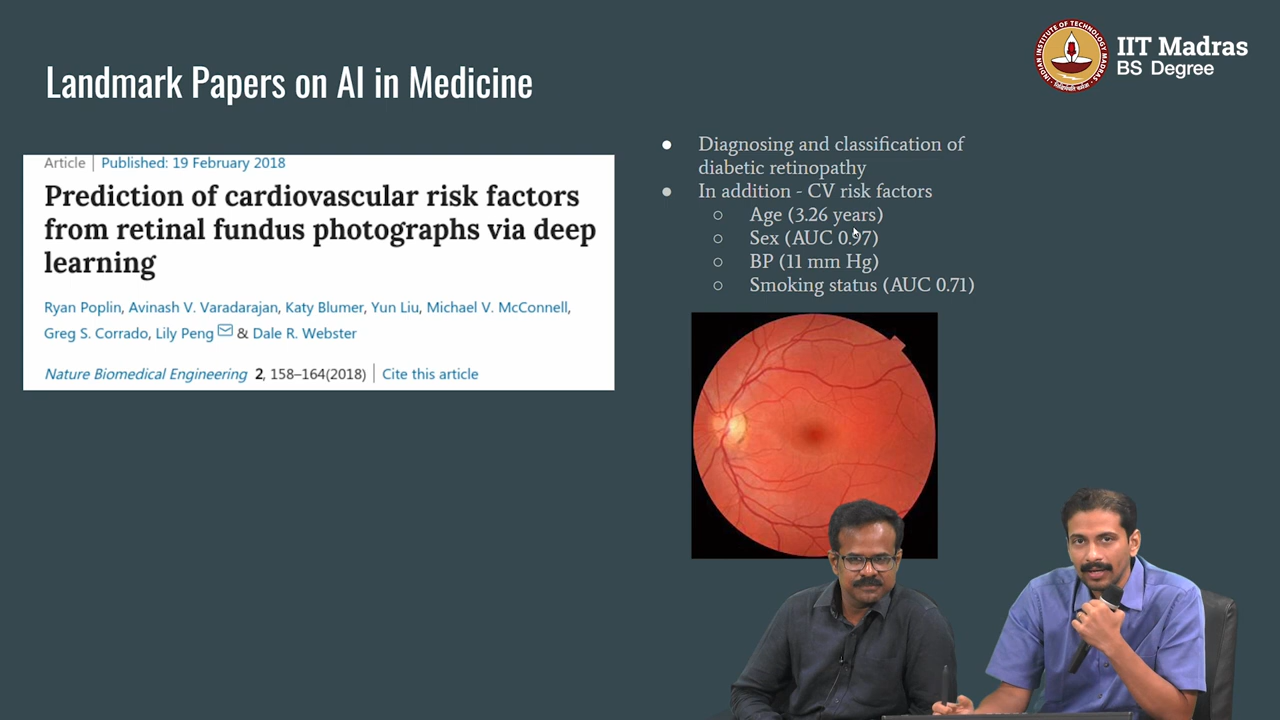 IIT Madras
BS Degree
Landmark Papers on AI in Medicine
Article | Published: 19 February 2018
Prediction of cardiovascular risk factors
from retinal fundus photographs via deep
learning
Ryan Poplin, Avinash V. Varadarajan, Katy Blumer, Yun Liu, Michael V. McConnell,
Greg S. Corrado, Lily Peng & Dale R. Webster
Nature Biomedical Engineering 2, 158–164(2018) | Cite this article
● Diagnosing and classification of
diabetic retinopathy
● In addition - CV risk factors
○ Age (3.26 years)
○ Sex (AUC 0.97)
○ BP (11 mm Hg)
○ Smoking status (AUC 0.71)